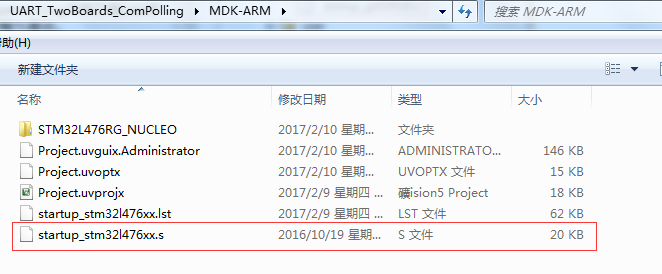 UART_TwoBoards_ComPolling ▸ MDK-ARM ▸ 搜索 MDK-ARM
帮助(H)
新建文件夹
名称 修改日期 类型 大小
STM32L476RG_NUCLEO 2017/2/10 星期... 文件夹
Project.uvguix.Administrator 2017/2/10 星期... ADMINISTRATO... 146 KB
Project.uvoptx 2017/2/10 星期... UVOPTX 文件 15 KB
Project.uvprojx 2017/2/9 星期四 ... 礦ision5 Project 18 KB
startup_stm32l476xx.lst 2017/2/9 星期四 ... LST 文件 62 KB
startup_stm32l476xx.s 2016/10/19 星期... S 文件 20 KB